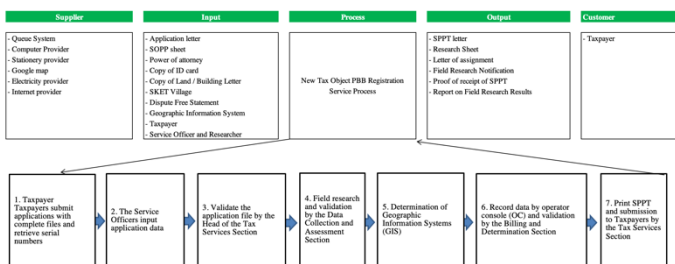 Supplier
Input
Process
Output
Customer
- Queue System
- Computer Provider
- Stationery provider
- Google map
- Electricity provider
- Internet provider
- Application letter
- SOPP sheet
- Power of attorney
- Copy of ID card
- Copy of Land / Building Letter
- SKET Village
- Dispute Free Statement
- Geographic Information System
- Taxpayer
- Service Officer and Researcher
New Tax Object PBB Registration
Service Process
- SPPT letter
- Research Sheet
- Letter of assignment
- Field Research Notification
- Proof of receipt of SPPT
- Report on Field Research Results
- Taxpayer
1. Taxpayer
Taxpayers submit
applications with
complete files and
retrieve serial
numbers
2. The Service
Officers input
application data
3. Validate the
application file by the
Head of the Tax
Services Section
4. Field research
and validation
by the Data
Collection and
Assessment
Section
5. Determination of
Geographic
Information Systems
(GIS)
6. Record data by operator
console (OC) and validation
by the Billing and
Determination Section
7. Print SPPT
and submission
to Taxpayers by
the Tax Services
Section